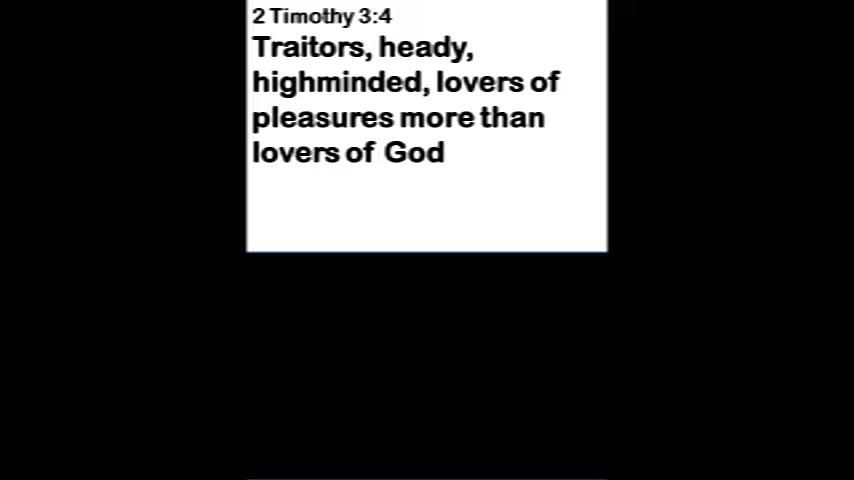 2 Timothy 3:4
Traitors, heady,
highminded, lovers of
pleasures more than
lovers of God